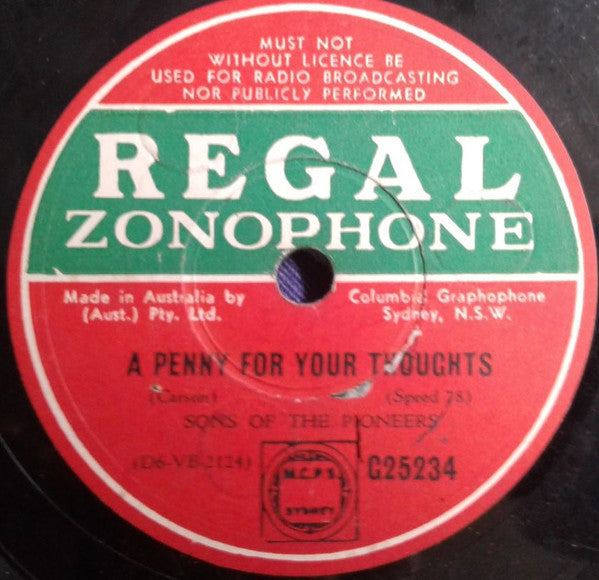 MUST NOT
WITHOUT LICENCE BE
USED FOR RADIO BROADCASTING
NOR PUBLICLY PERFORMED
REGAL
ZONOPHONE
Made in Australia by Columbia Graphophone
(Aust.) Pty. Ltd. Sydney, N.S.W.
A PENNY FOR YOUR THOUGHTS
(Carson) (Speed 78)
SONS OF THE PIONEERS
(D6-VB-2124) G25234
M.C.P.S.
SYDNEY